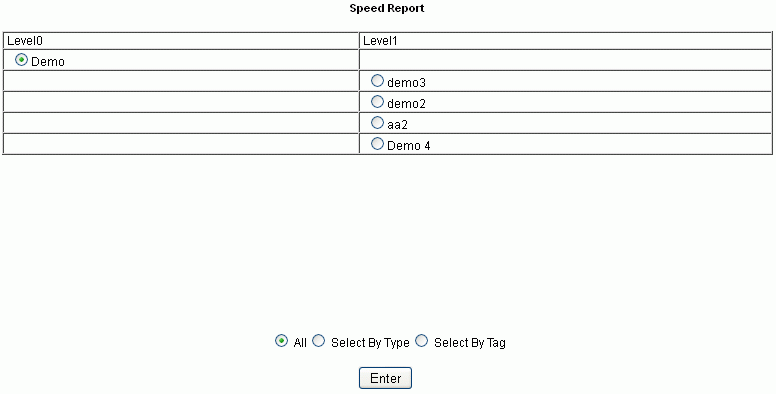 Speed Report
Level0 Level1
Demo
demo3
demo2
aa2
Demo 4
All Select By Type Select By Tag
Enter